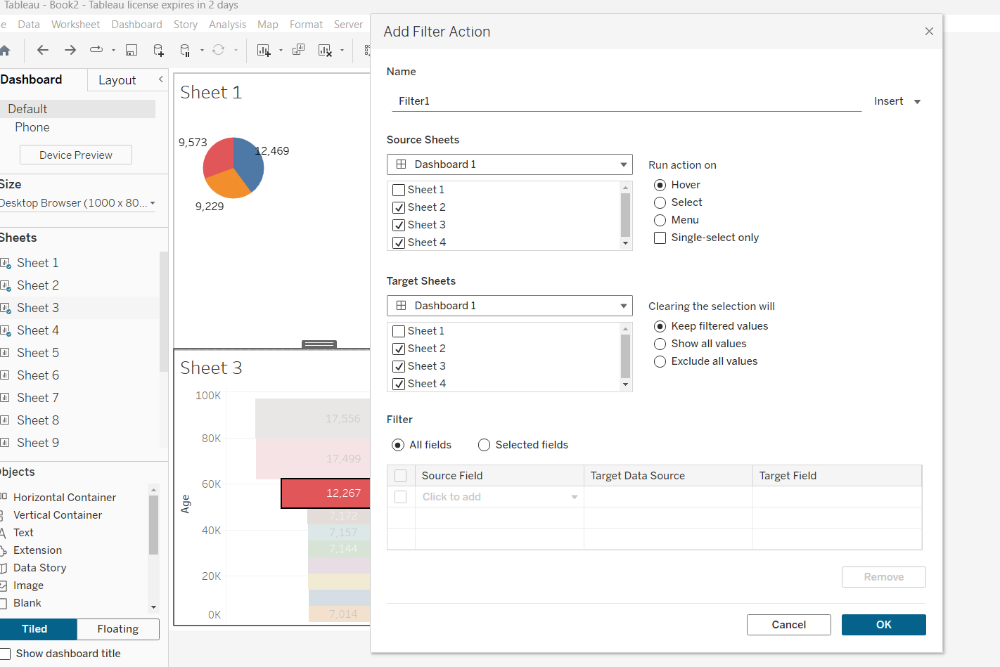 Tableau - Book2 - Tableau license expires in 2 days
e Data Worksheet Dashboard Story Analysis Map Format Server
Dashboard
Layout
Default
Phone
Device Preview
Size
Desktop Browser (1000 x 80...
Sheets
Sheet 1
Sheet 2
Sheet 3
Sheet 4
Sheet 5
Sheet 6
Sheet 7
Sheet 8
Sheet 9
Objects
Horizontal Container
Vertical Container
Text
Extension
Data Story
Image
Blank
Tiled
Floating
Show dashboard title
Sheet 1
9,573
12,469
9,229
Sheet 3
Age
100K
80K
60K
40K
20K
0K
17,556
17,499
12,267
7,172
7,157
7,144
7,014
Add Filter Action
Name
Filter1
Insert
Source Sheets
Dashboard 1
Sheet 1
Sheet 2
Sheet 3
Sheet 4
Run action on
Hover
Select
Menu
Single-select only
Target Sheets
Dashboard 1
Sheet 1
Sheet 2
Sheet 3
Sheet 4
Clearing the selection will
Keep filtered values
Show all values
Exclude all values
Filter
All fields
Selected fields
Source Field Target Data Source Target Field
Click to add
Remove
Cancel
OK